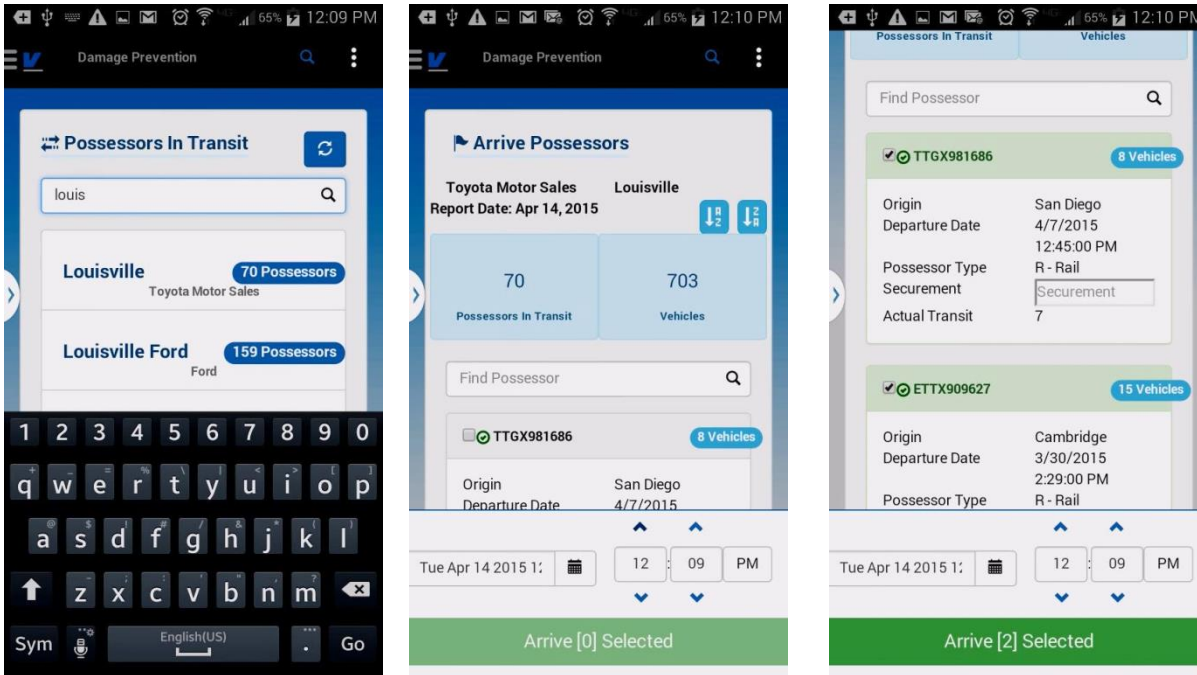 65% 12:09 PM
Damage Prevention
Possessors In Transit
louis
Louisville
70 Possessors
Toyota Motor Sales
Louisville Ford
159 Possessors
Ford
1 2 3 4 5 6 7 8 9 0
q w e r t y u i o p
a s d f g h j k l
z x c v b n m
Sym
English(US)
.
Go
65% 12:10 PM
Damage Prevention
Arrive Possessors
Toyota Motor Sales Louisville
Report Date: Apr 14, 2015
70 703
Possessors In Transit Vehicles
Find Possessor
TTGX981686 8 Vehicles
Origin San Diego
Departure Date 4/7/2015
Tue Apr 14 2015 12 : 09 PM
Arrive [0] Selected
65% 12:10 PM
Possessors In Transit Vehicles
Find Possessor
TTGX981686 8 Vehicles
Origin San Diego
Departure Date 4/7/2015
12:45:00 PM
Possessor Type R - Rail
Securement Securement
Actual Transit 7
ETTX909627 15 Vehicles
Origin Cambridge
Departure Date 3/30/2015
2:29:00 PM
Possessor Type R - Rail
Tue Apr 14 2015 12 : 09 PM
Arrive [2] Selected